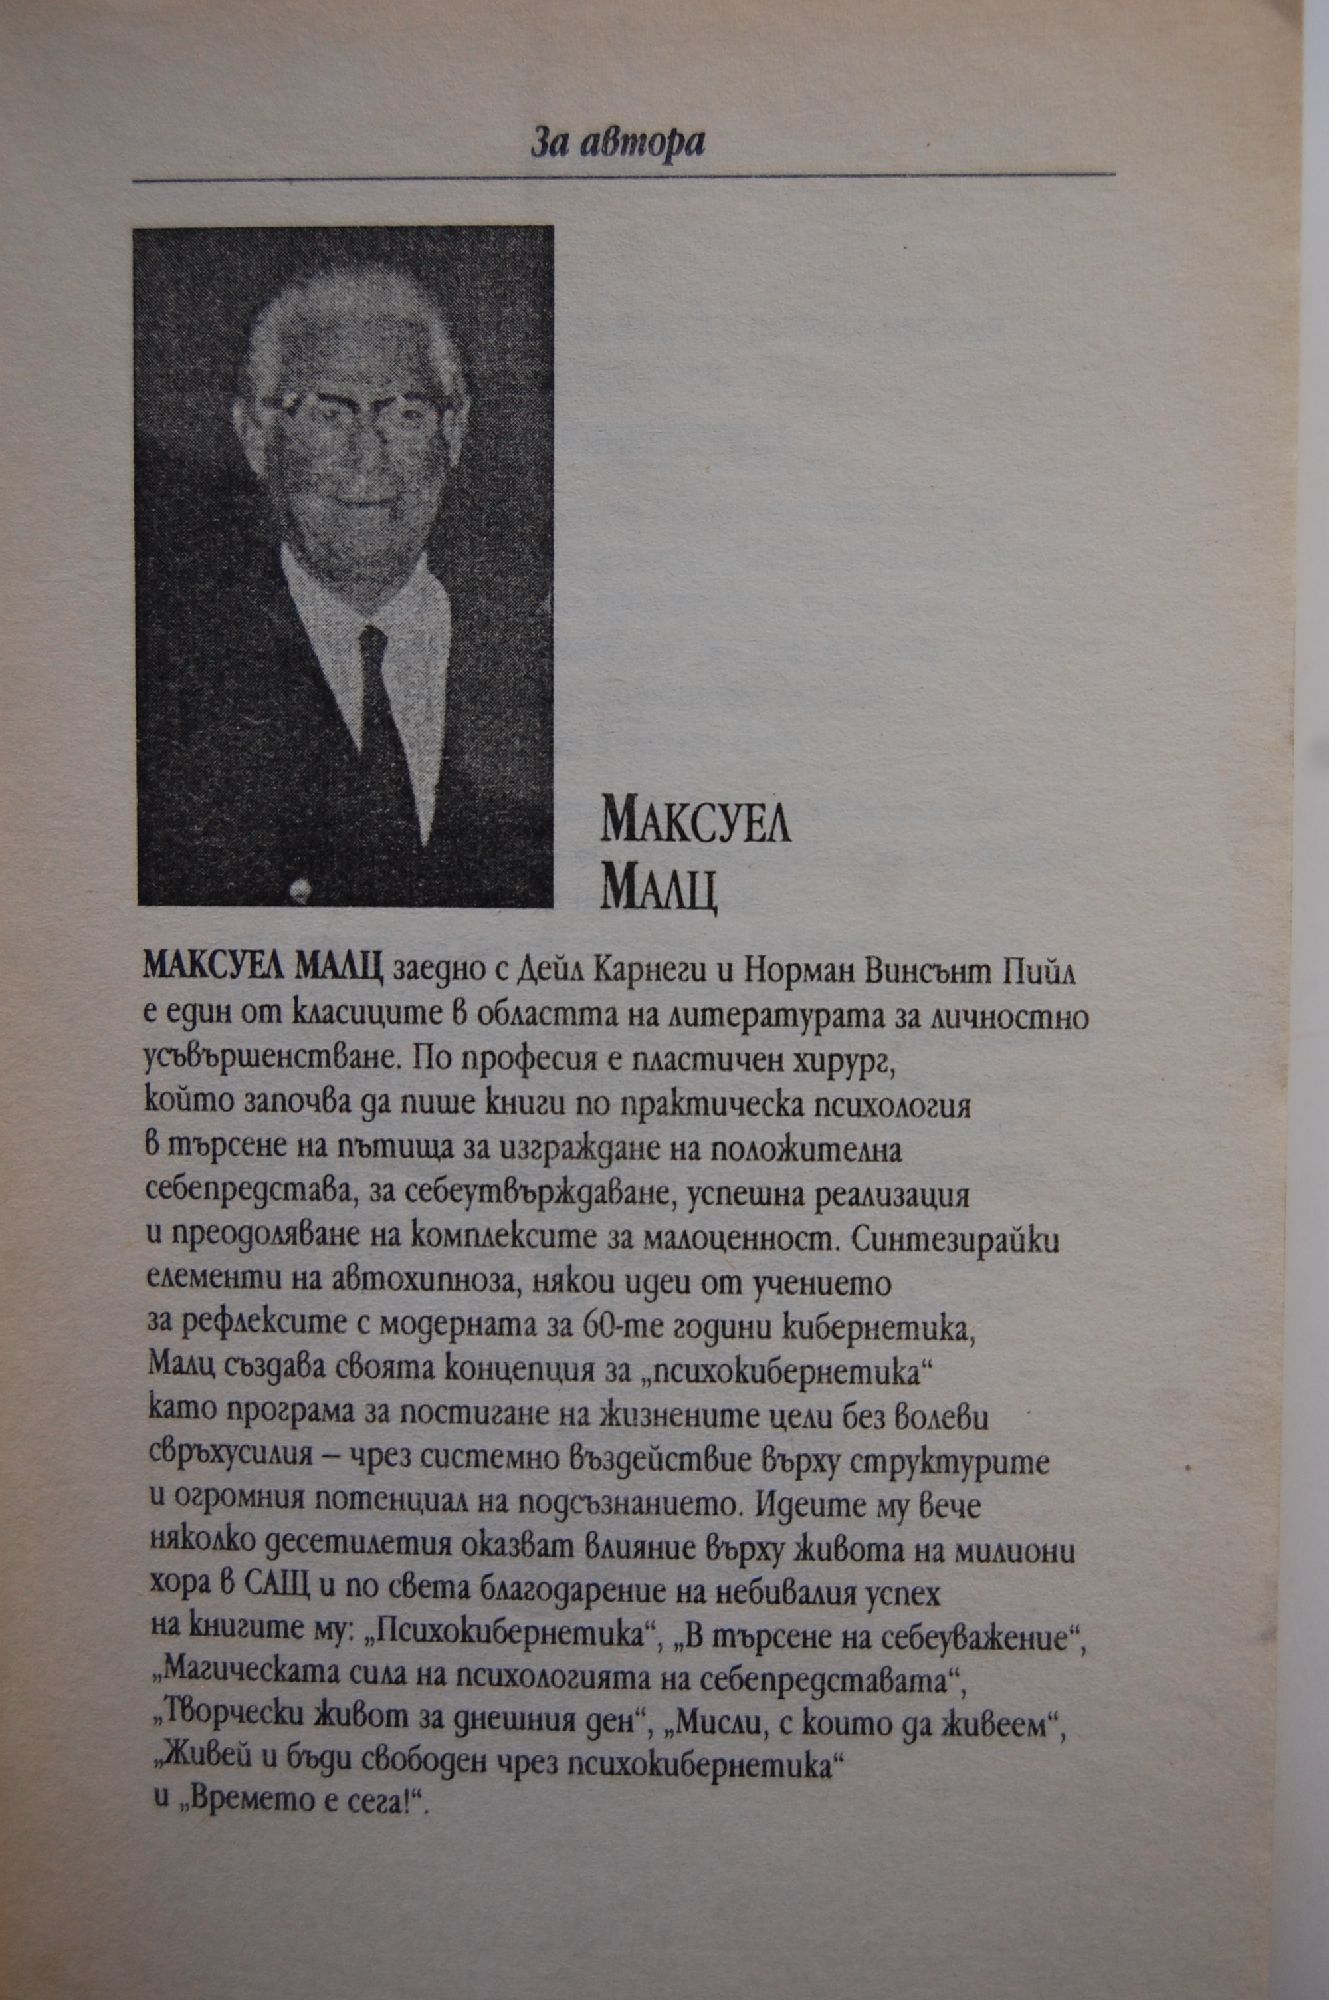 За автора
МАКСУЕЛ
МАЛЦ
МАКСУЕЛ МАЛЦ заедно с Дейл Карнеги и Норман Винсънт Пийл
е един от класиците в областта на литературата за личностно
усъвършенстване. По професия е пластичен хирург,
който започва да пише книги по практическа психология
в търсене на пътища за изграждане на положителна
себепредстава, за себеутвърждаване, успешна реализация
и преодоляване на комплексите за малоценност. Синтезирайки
елементи на автохипноза, някои идеи от учението
за рефлексите с модерната за 60-те години кибернетика,
Малц създава своята концепция за „психокибернетика“
като програма за постигане на жизнените цели без волеви
свръхусилия – чрез системно въздействие върху структурите
и огромния потенциал на подсъзнанието. Идеите му вече
няколко десетилетия оказват влияние върху живота на милиони
хора в САЩ и по света благодарение на небивалия успех
на книгите му: „Психокибернетика“, „В търсене на себеуважение“,
„Магическата сила на психологията на себепредставата“,
„Творчески живот за днешния ден“, „Мисли, с които да живеем“,
„Живей и бъди свободен чрез психокибернетика“
и „Времето е сега!“.